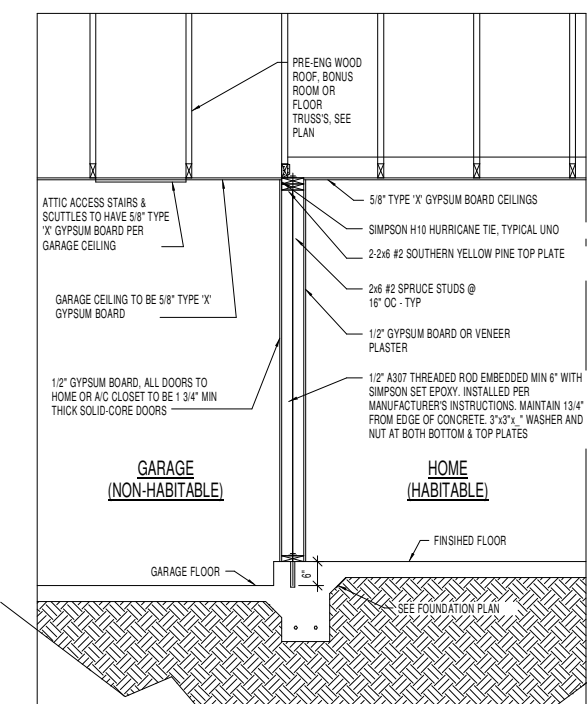 PRE-ENG WOOD
ROOF, BONUS
ROOM OR
FLOOR
TRUSS'S, SEE
PLAN
ATTIC ACCESS STAIRS &
SCUTTLES TO HAVE 5/8" TYPE
'X' GYPSUM BOARD PER
GARAGE CEILING
5/8" TYPE 'X' GYPSUM BOARD CEILINGS
SIMPSON H10 HURRICANE TIE, TYPICAL UNO
2-2x6 #2 SOUTHERN YELLOW PINE TOP PLATE
2x6 #2 SPRUCE STUDS @
16" OC - TYP
GARAGE CEILING TO BE 5/8" TYPE 'X'
GYPSUM BOARD
1/2" GYPSUM BOARD OR VENEER
PLASTER
1/2" GYPSUM BOARD, ALL DOORS TO
HOME OR A/C CLOSET TO BE 1 3/4" MIN
THICK SOLID-CORE DOORS
1/2" A307 THREADED ROD EMBEDDED MIN 6" WITH
SIMPSON SET EPOXY. INSTALLED PER
MANUFACTURER'S INSTRUCTIONS. MAINTAIN 13/4"
FROM EDGE OF CONCRETE. 3"x3"x_" WASHER AND
NUT AT BOTH BOTTOM & TOP PLATES
GARAGE
(NON-HABITABLE)
HOME
(HABITABLE)
FINSIHED FLOOR
GARAGE FLOOR
6"
SEE FOUNDATION PLAN